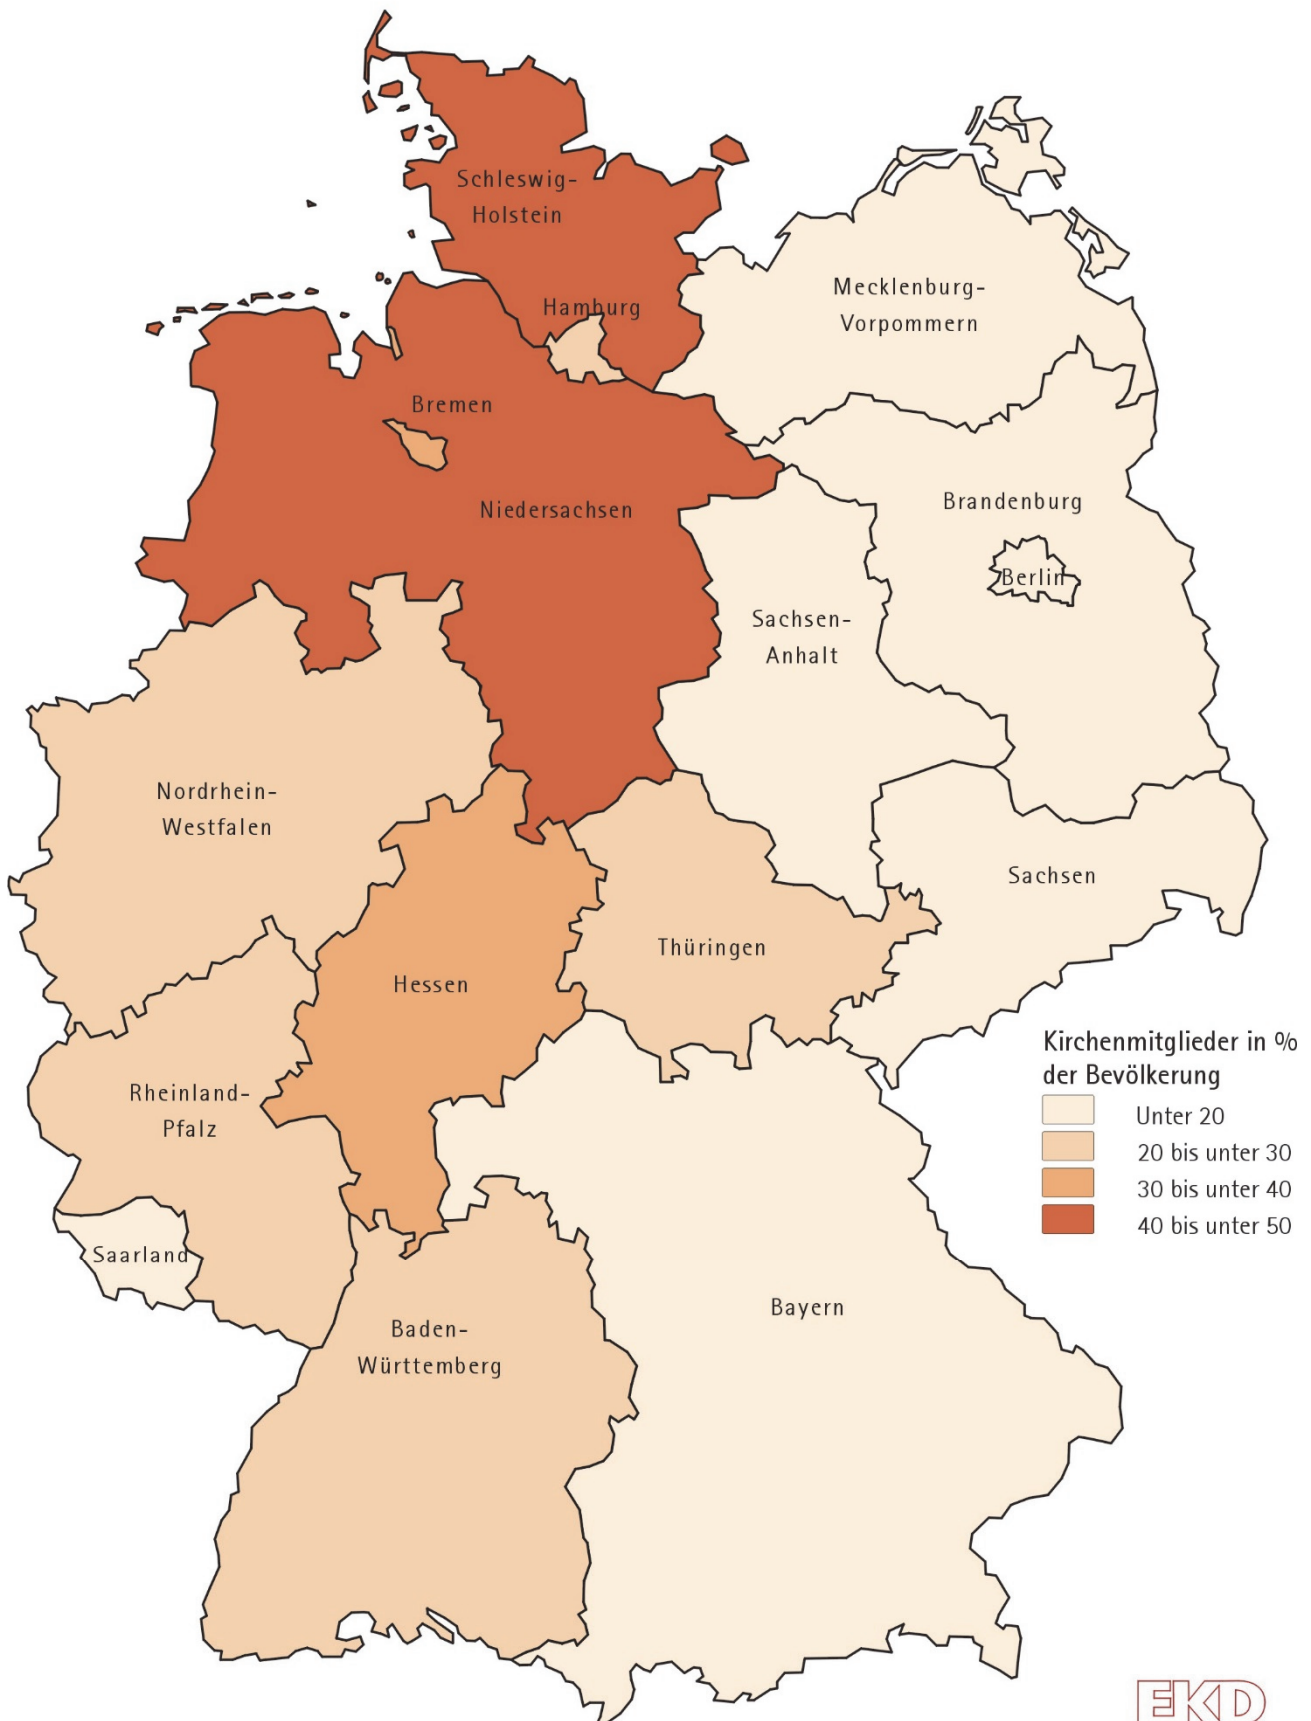 Schleswig-
Holstein
Mecklenburg-
Vorpommern
Hamburg
Bremen
Niedersachsen
Brandenburg
Berlin
Sachsen-
Anhalt
Nordrhein-
Westfalen
Sachsen
Thüringen
Hessen
Rheinland-
Pfalz
Saarland
Baden-
Württemberg
Bayern
Kirchenmitglieder in %
der Bevölkerung
Unter 20
20 bis unter 30
30 bis unter 40
40 bis unter 50
EKD